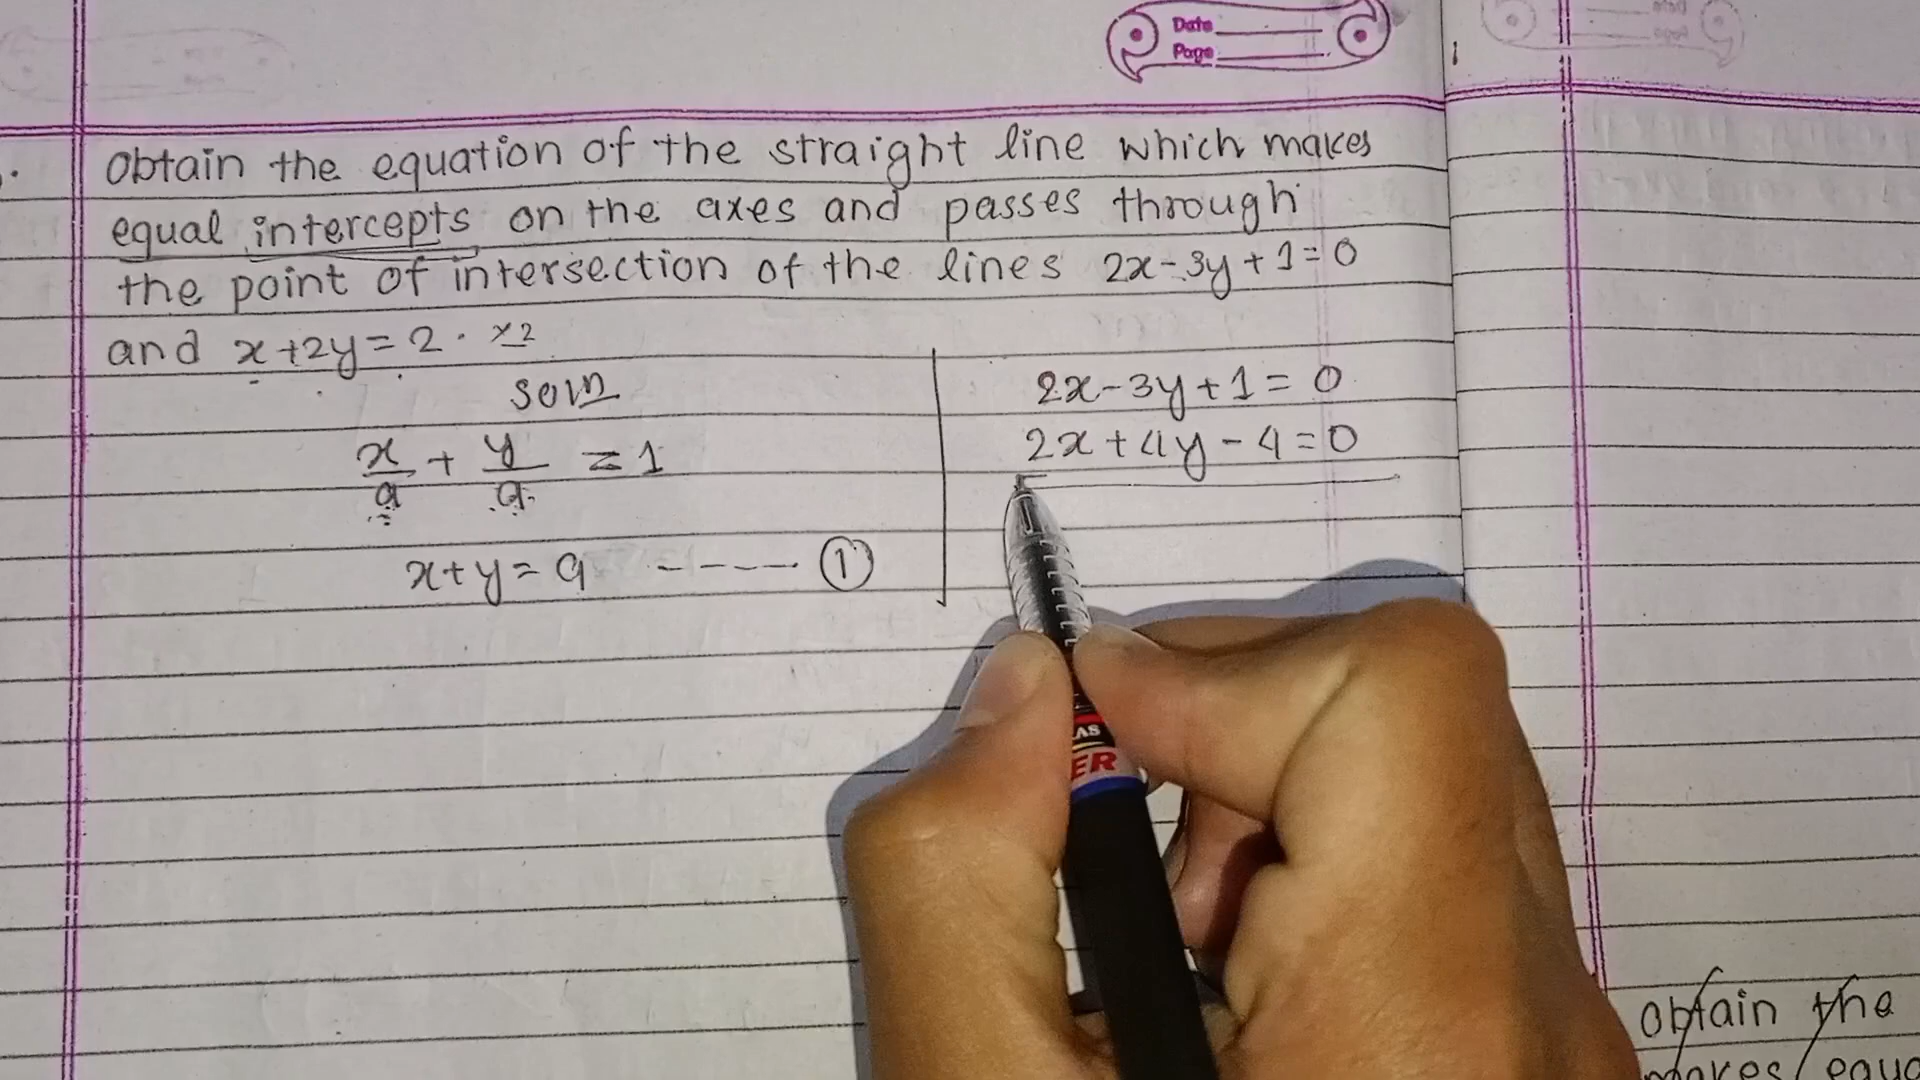 Date
Page
Obtain the equation of the straight line which makes
equal intercepts on the axes and passes through
the point of intersection of the lines 2x-3y+1=0
and x+2y=2. ×2
soln
x/a + y/a = 1
x+y=a ----- ①
2x-3y+1=0
2x+4y-4=0
AS
ER
Obtain the
makes equa